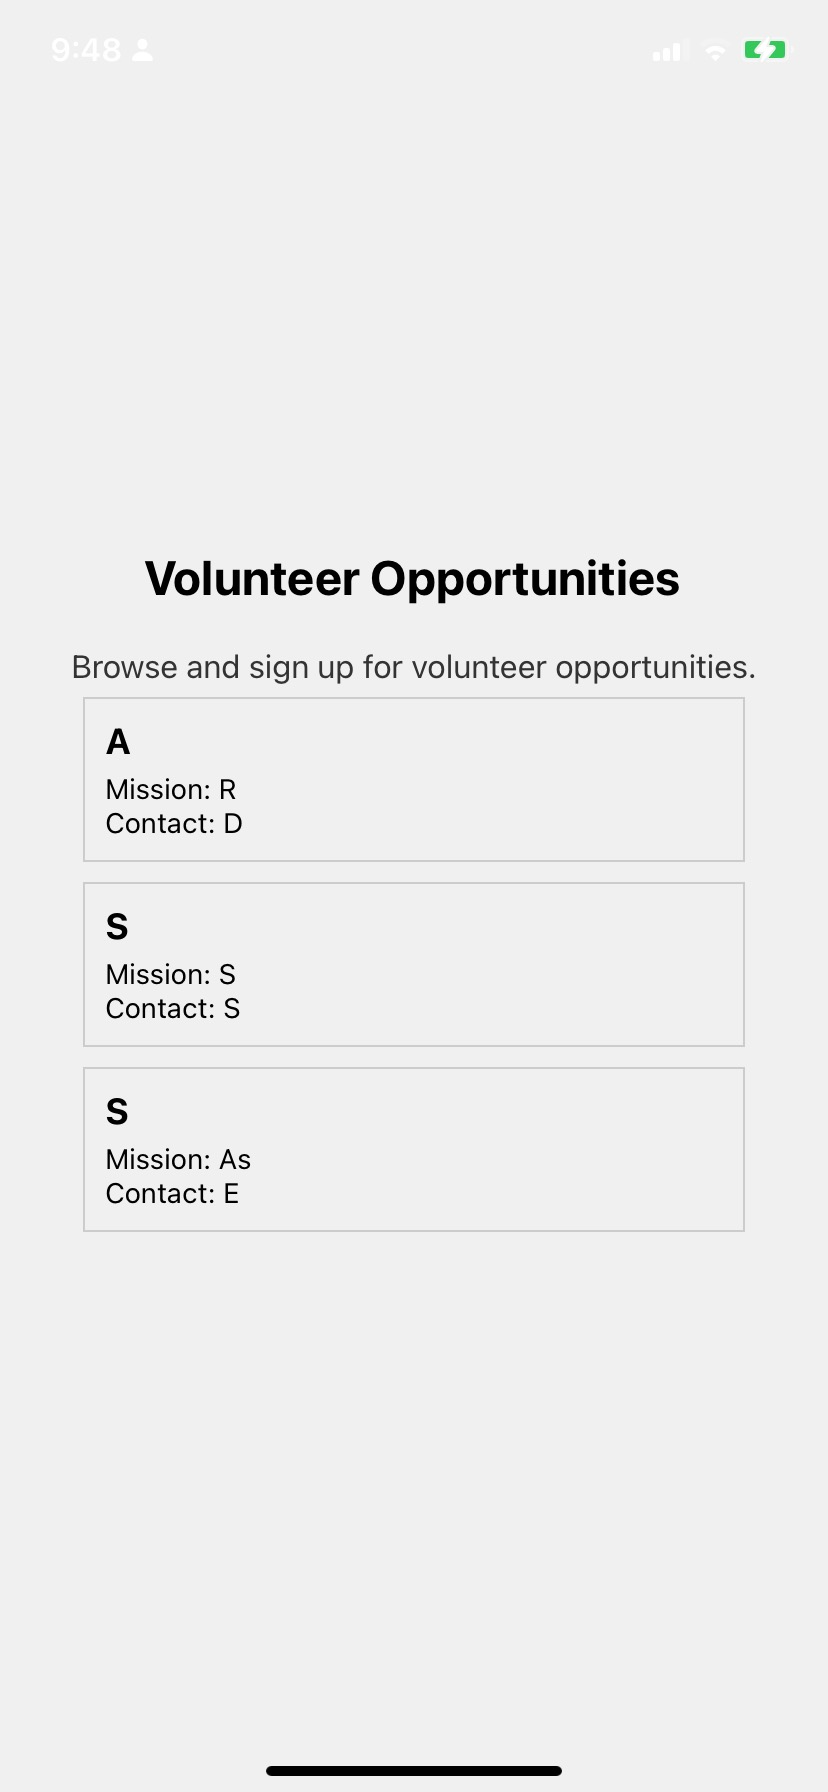 9:48
Volunteer Opportunities
Browse and sign up for volunteer opportunities.
A
Mission: R
Contact: D
S
Mission: S
Contact: S
S
Mission: As
Contact: E